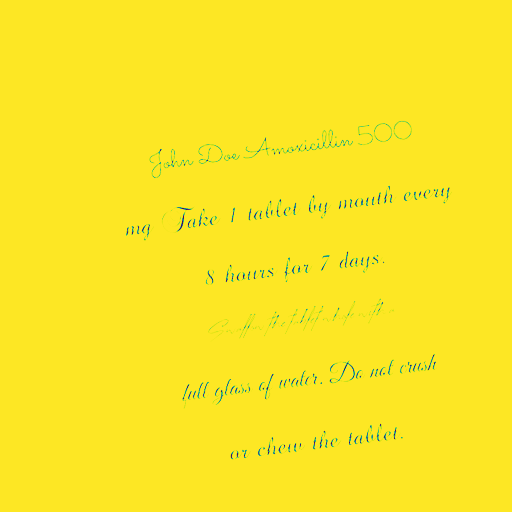 John Doe Amoxicillin 500
mg Take 1 tablet by mouth every
8 hours for 7 days.
full glass of water. Do not crush
or chew the tablet.